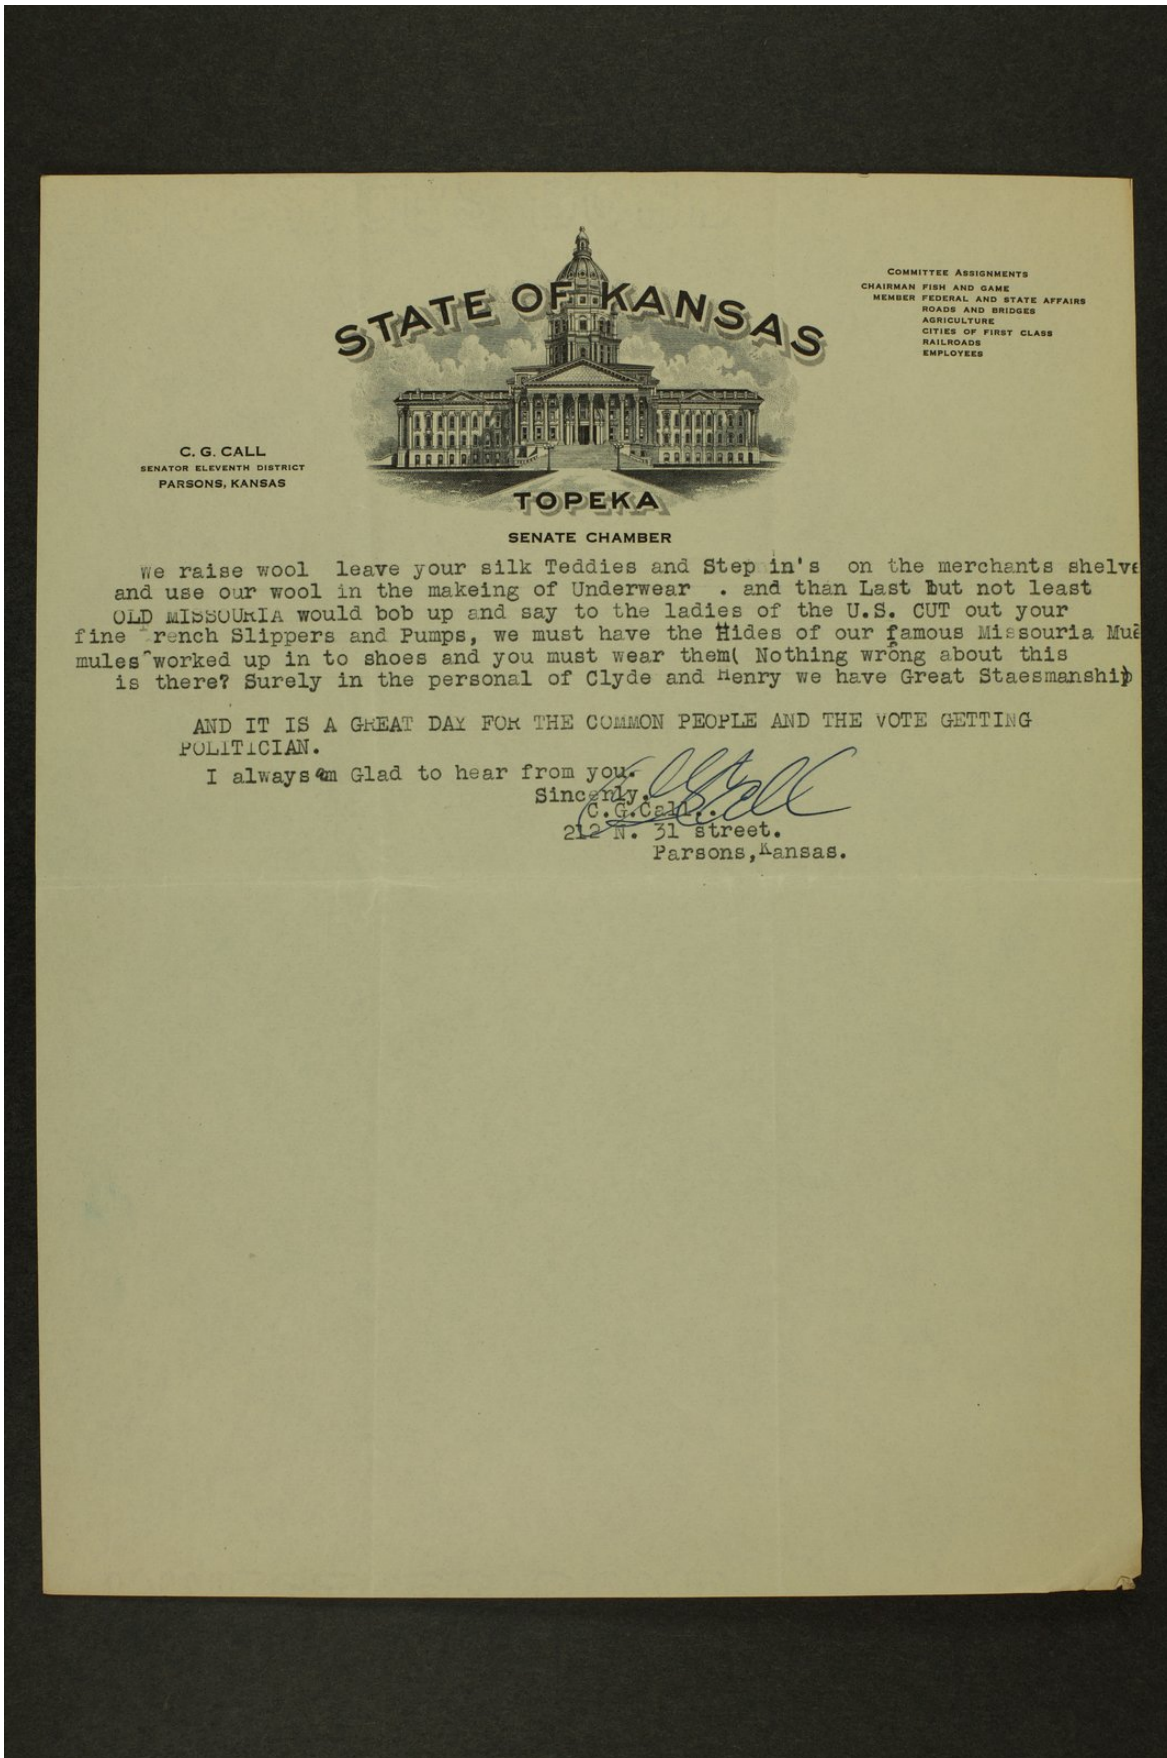 STATE OF KANSAS
TOPEKA
SENATE CHAMBER
COMMITTEE ASSIGNMENTS
CHAIRMAN FISH AND GAME
MEMBER FEDERAL AND STATE AFFAIRS
ROADS AND BRIDGES
AGRICULTURE
CITIES OF FIRST CLASS
RAILROADS
EMPLOYEES
C. G. CALL
SENATOR ELEVENTH DISTRICT
PARSONS, KANSAS
We raise wool leave your silk Teddies and Step in's on the merchants shelve
and use our wool in the makeing of Underwear . and than Last but not least
OLD MISSOURIA would bob up and say to the ladies of the U.S. CUT out your
fine French Slippers and Pumps, we must have the Hides of our famous Missouria Mue
mules worked up in to shoes and you must wear them( Nothing wrong about this
is there? Surely in the personal of Clyde and Henry we have Great Staesmanship
AND IT IS A GREAT DAY FOR THE COMMON PEOPLE AND THE VOTE GETTING
POLITICIAN.
I always am Glad to hear from you.
Sincerly,
C.G.Call..
C G Call
212 N. 31 street.
Parsons,Kansas.